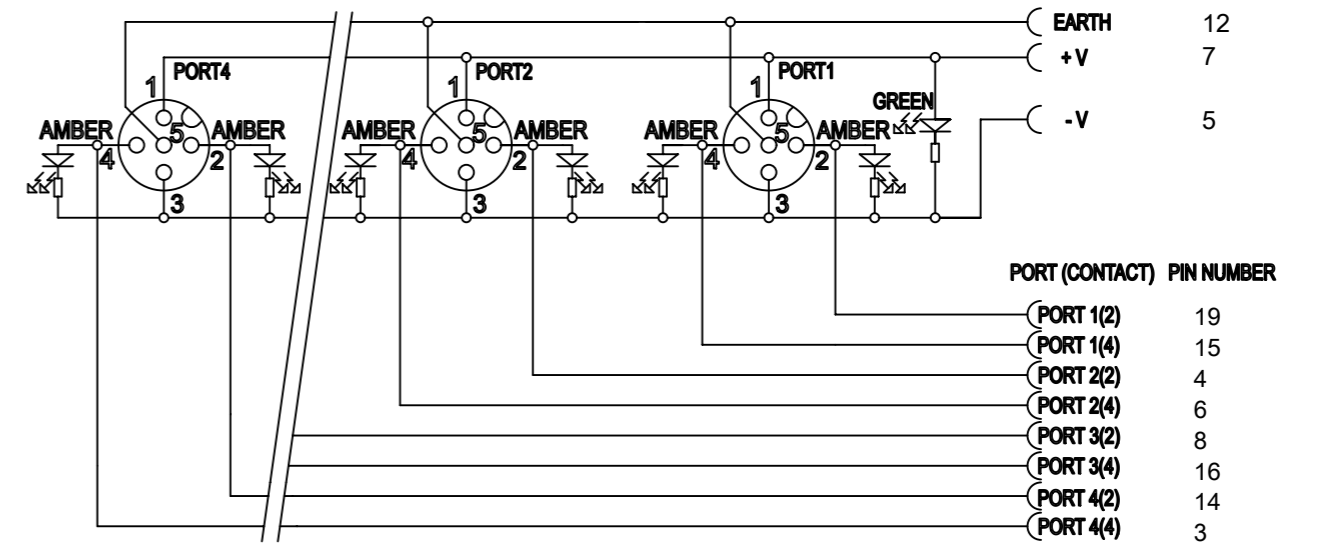 EARTH 12
+V 7
PORT4 PORT2 PORT1
1 1 1
GREEN
-V 5
AMBER 5 AMBER AMBER 5 AMBER AMBER 5 AMBER
4 2 4 2 4 2
3 3 3
PORT (CONTACT) PIN NUMBER
PORT 1(2) 19
PORT 1(4) 15
PORT 2(2) 4
PORT 2(4) 6
PORT 3(2) 8
PORT 3(4) 16
PORT 4(2) 14
PORT 4(4) 3